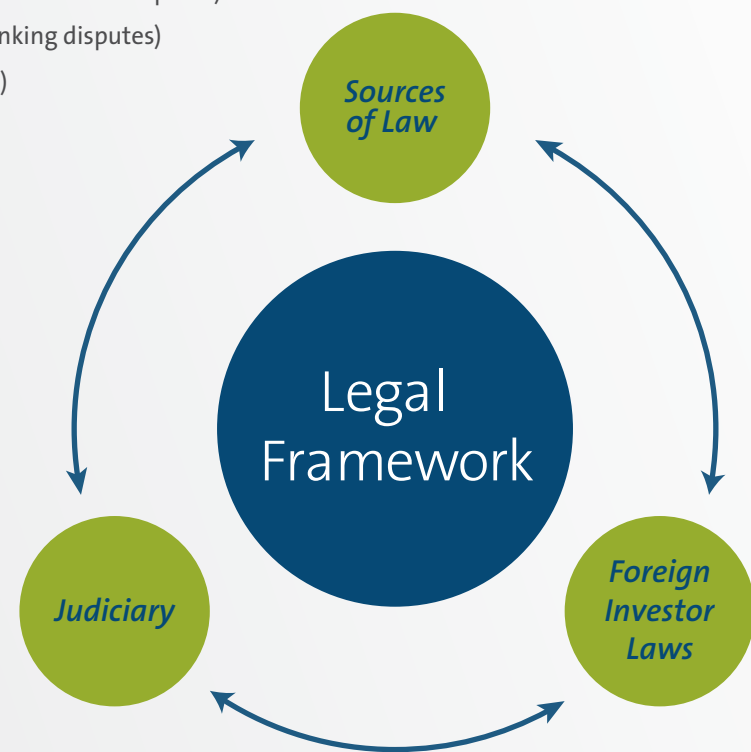 nking disputes)
)
Sources
of Law
Legal
Framework
Judiciary
Foreign
Investor
Laws